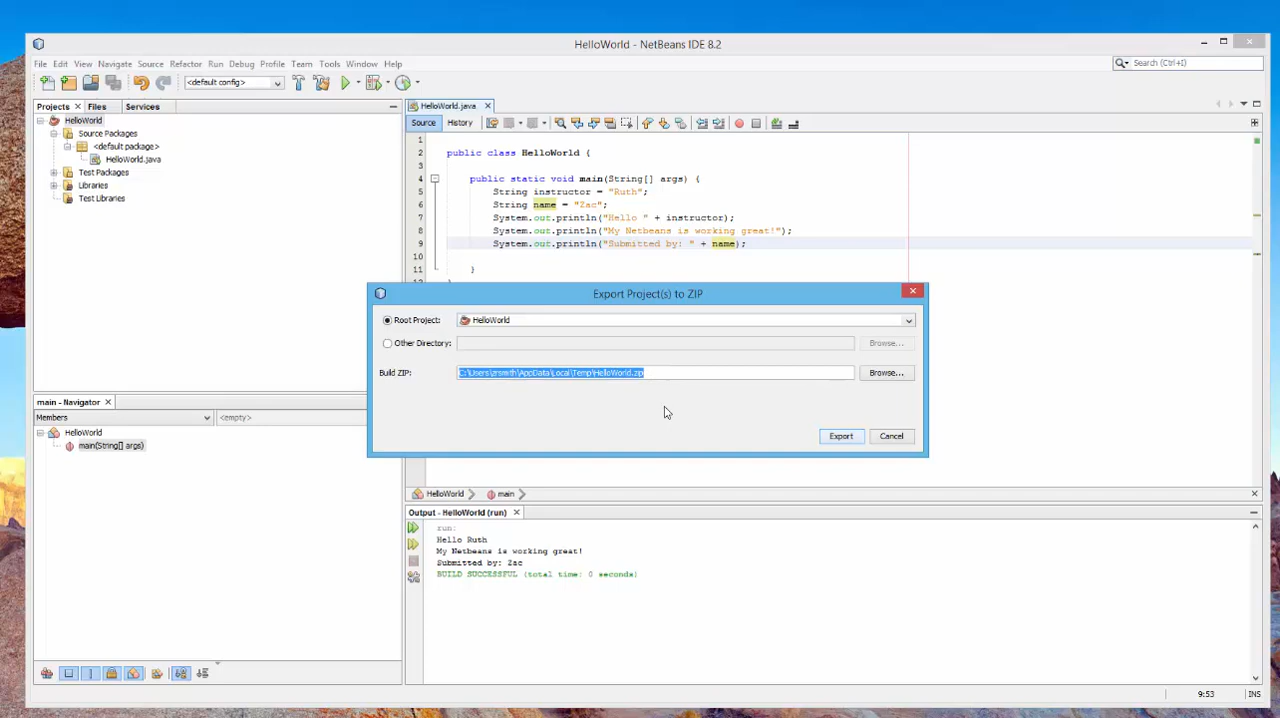 HelloWorld - NetBeans IDE 8.2
File Edit View Navigate Source Refactor Run Debug Profile Team Tools Window Help
Search (Ctrl+I)
<default config>
Projects Files Services
HelloWorld
Source Packages
<default package>
HelloWorld.java
Test Packages
Libraries
Test Libraries
HelloWorld.java
Source History
1
2 public class HelloWorld {
3
4 public static void main(String[] args) {
5 String instructor = "Ruth";
6 String name = "Zac";
7 System.out.println("Hello " + instructor);
8 System.out.println("My Netbeans is working great!");
9 System.out.println("Submitted by: " + name);
10
11 }
Export Project(s) to ZIP
Root Project: HelloWorld
Other Directory: Browse...
Build ZIP: C:\Users\zrsmith\AppData\Local\Temp\HelloWorld.zip Browse...
Export Cancel
main - Navigator
Members <empty>
HelloWorld
main(String[] args)
HelloWorld main
Output - HelloWorld (run)
run:
Hello Ruth
My Netbeans is working great!
Submitted by: Zac
BUILD SUCCESSFUL (total time: 0 seconds)
9:53 INS